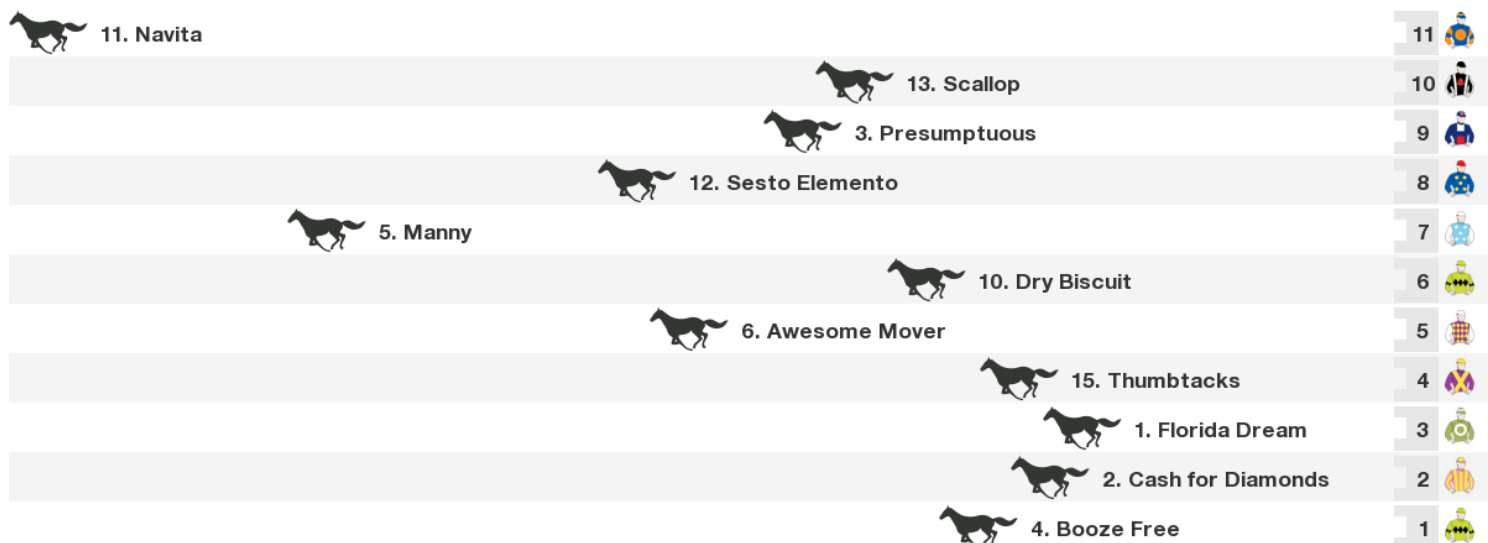 11. Navita 11
13. Scallop 10
3. Presumptuous 9
12. Sesto Elemento 8
5. Manny 7
10. Dry Biscuit 6
6. Awesome Mover 5
15. Thumbtacks 4
1. Florida Dream 3
2. Cash for Diamonds 2
4. Booze Free 1